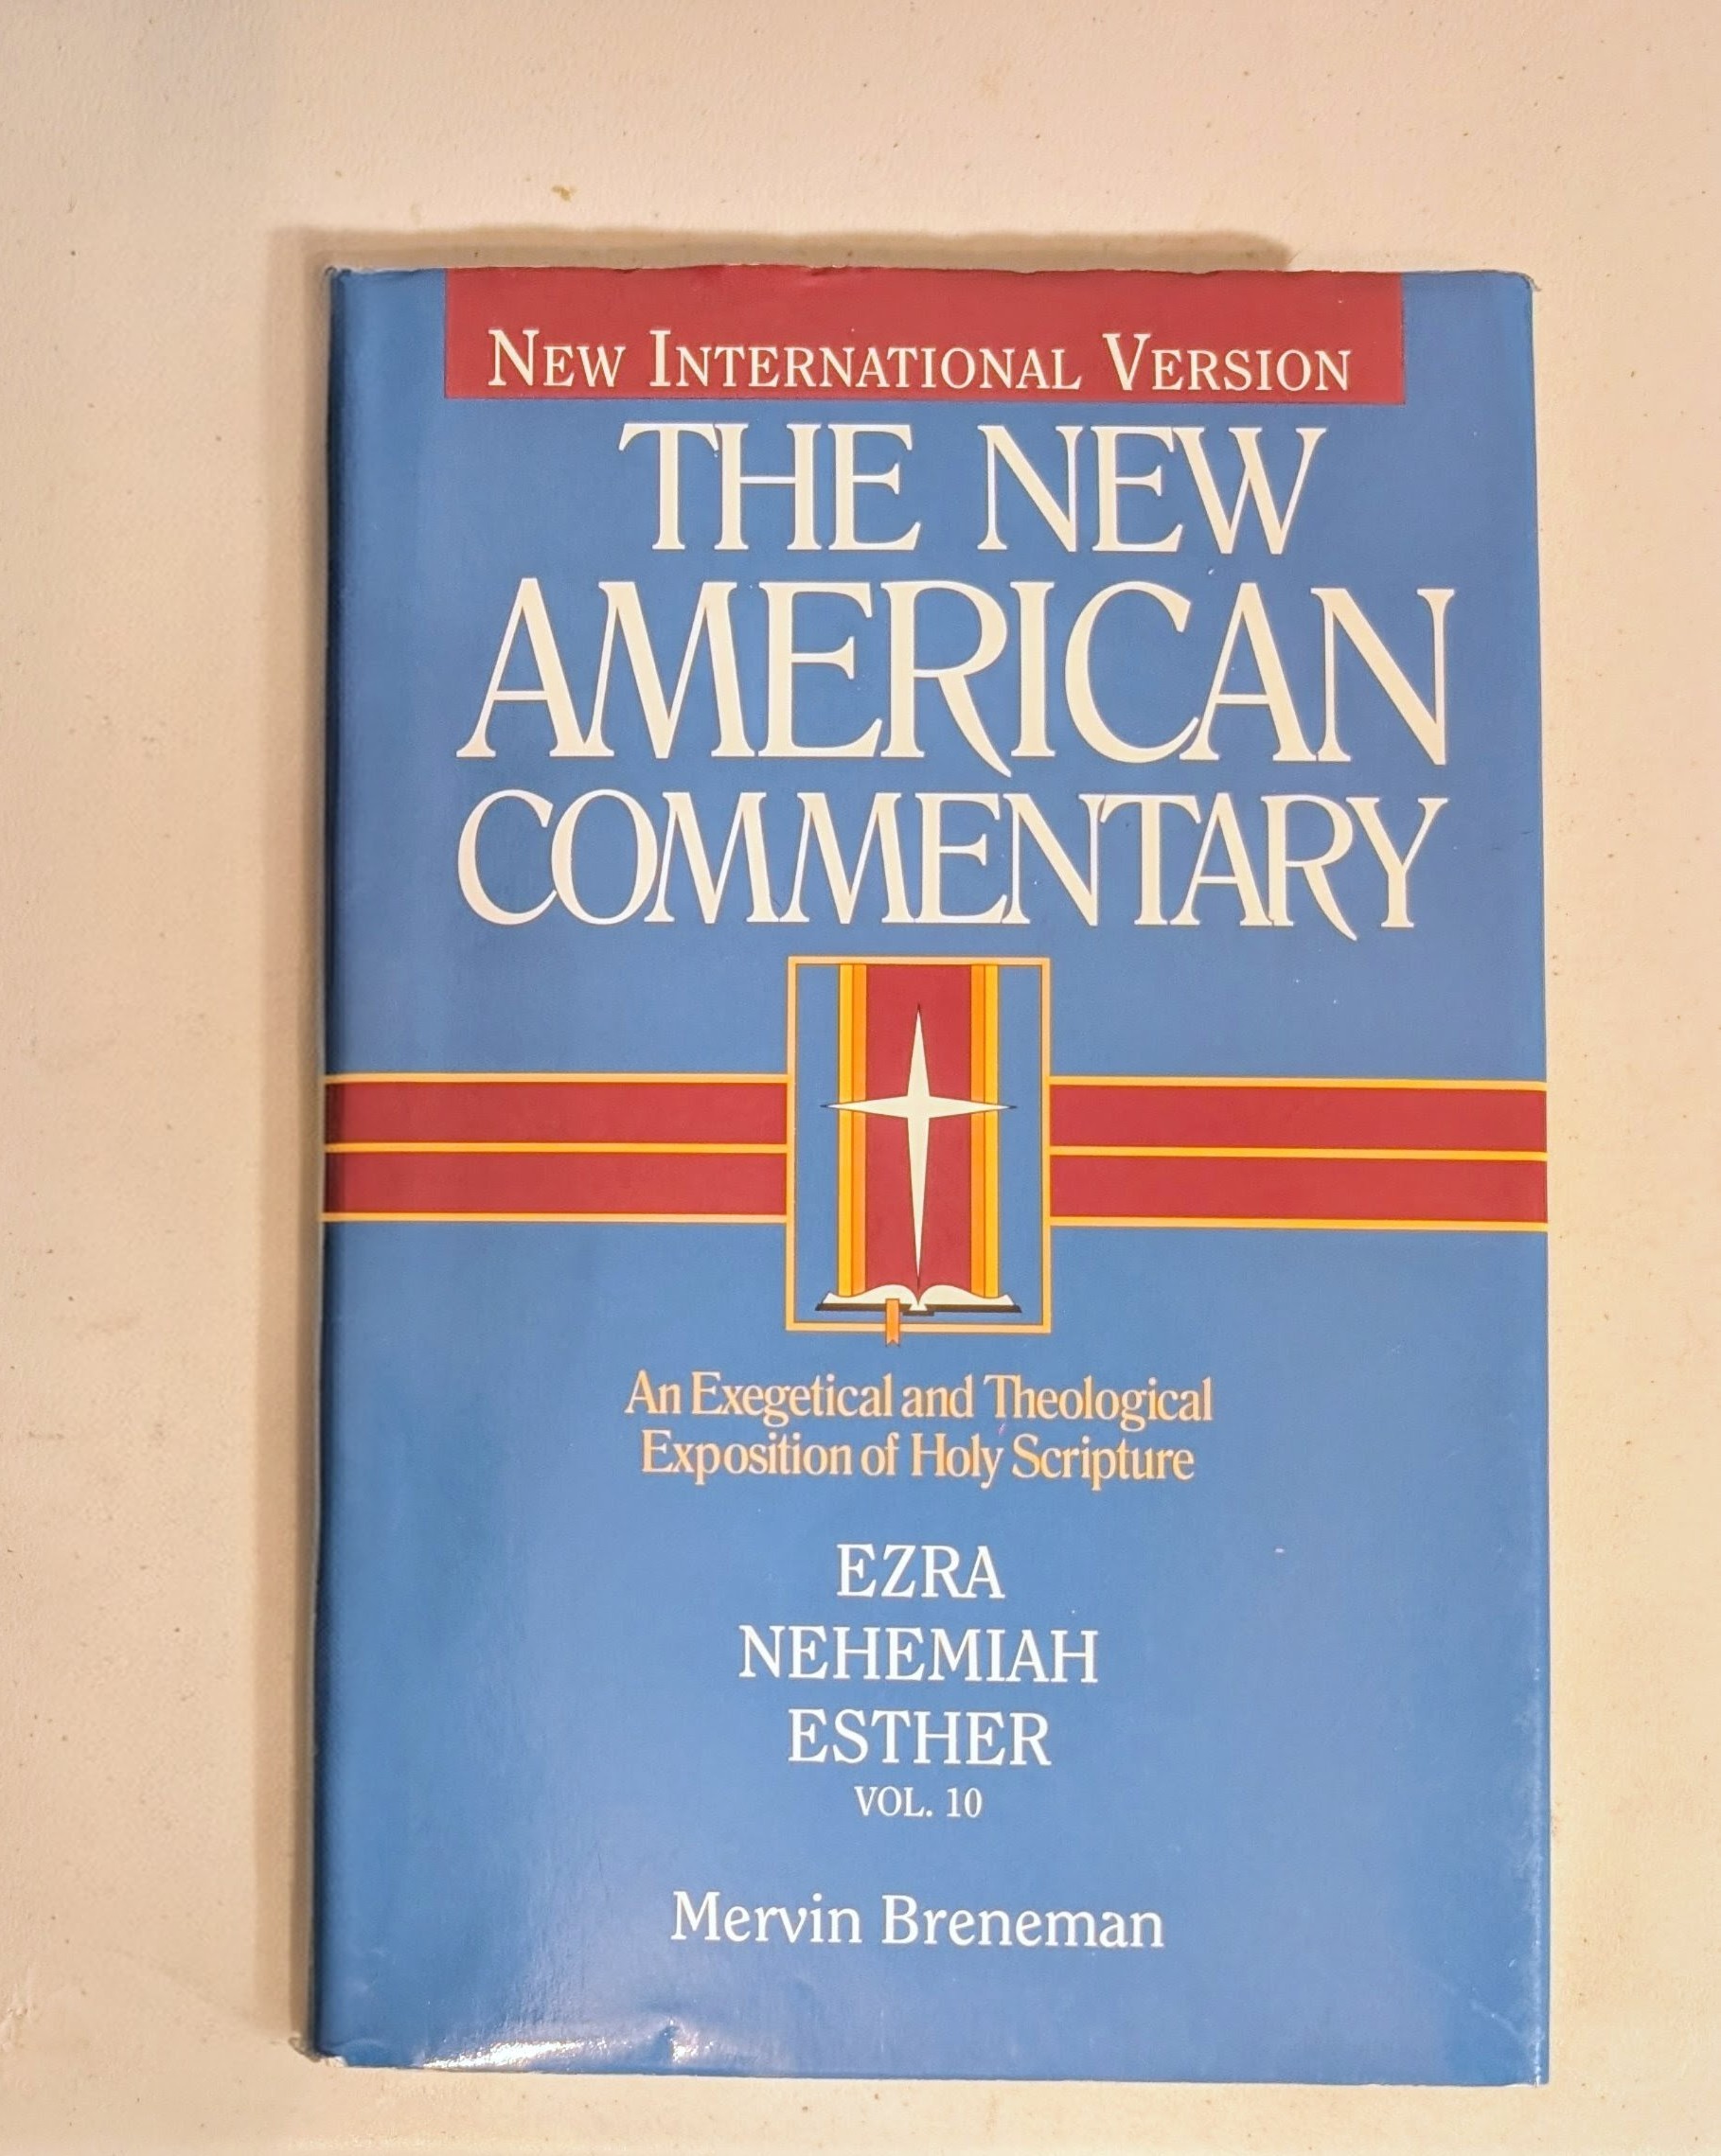 NEW INTERNATIONAL VERSION
THE NEW
AMERICAN
COMMENTARY
An Exegetical and Theological
Exposition of Holy Scripture
EZRA
NEHEMIAH
ESTHER
VOL. 10
Mervin Breneman